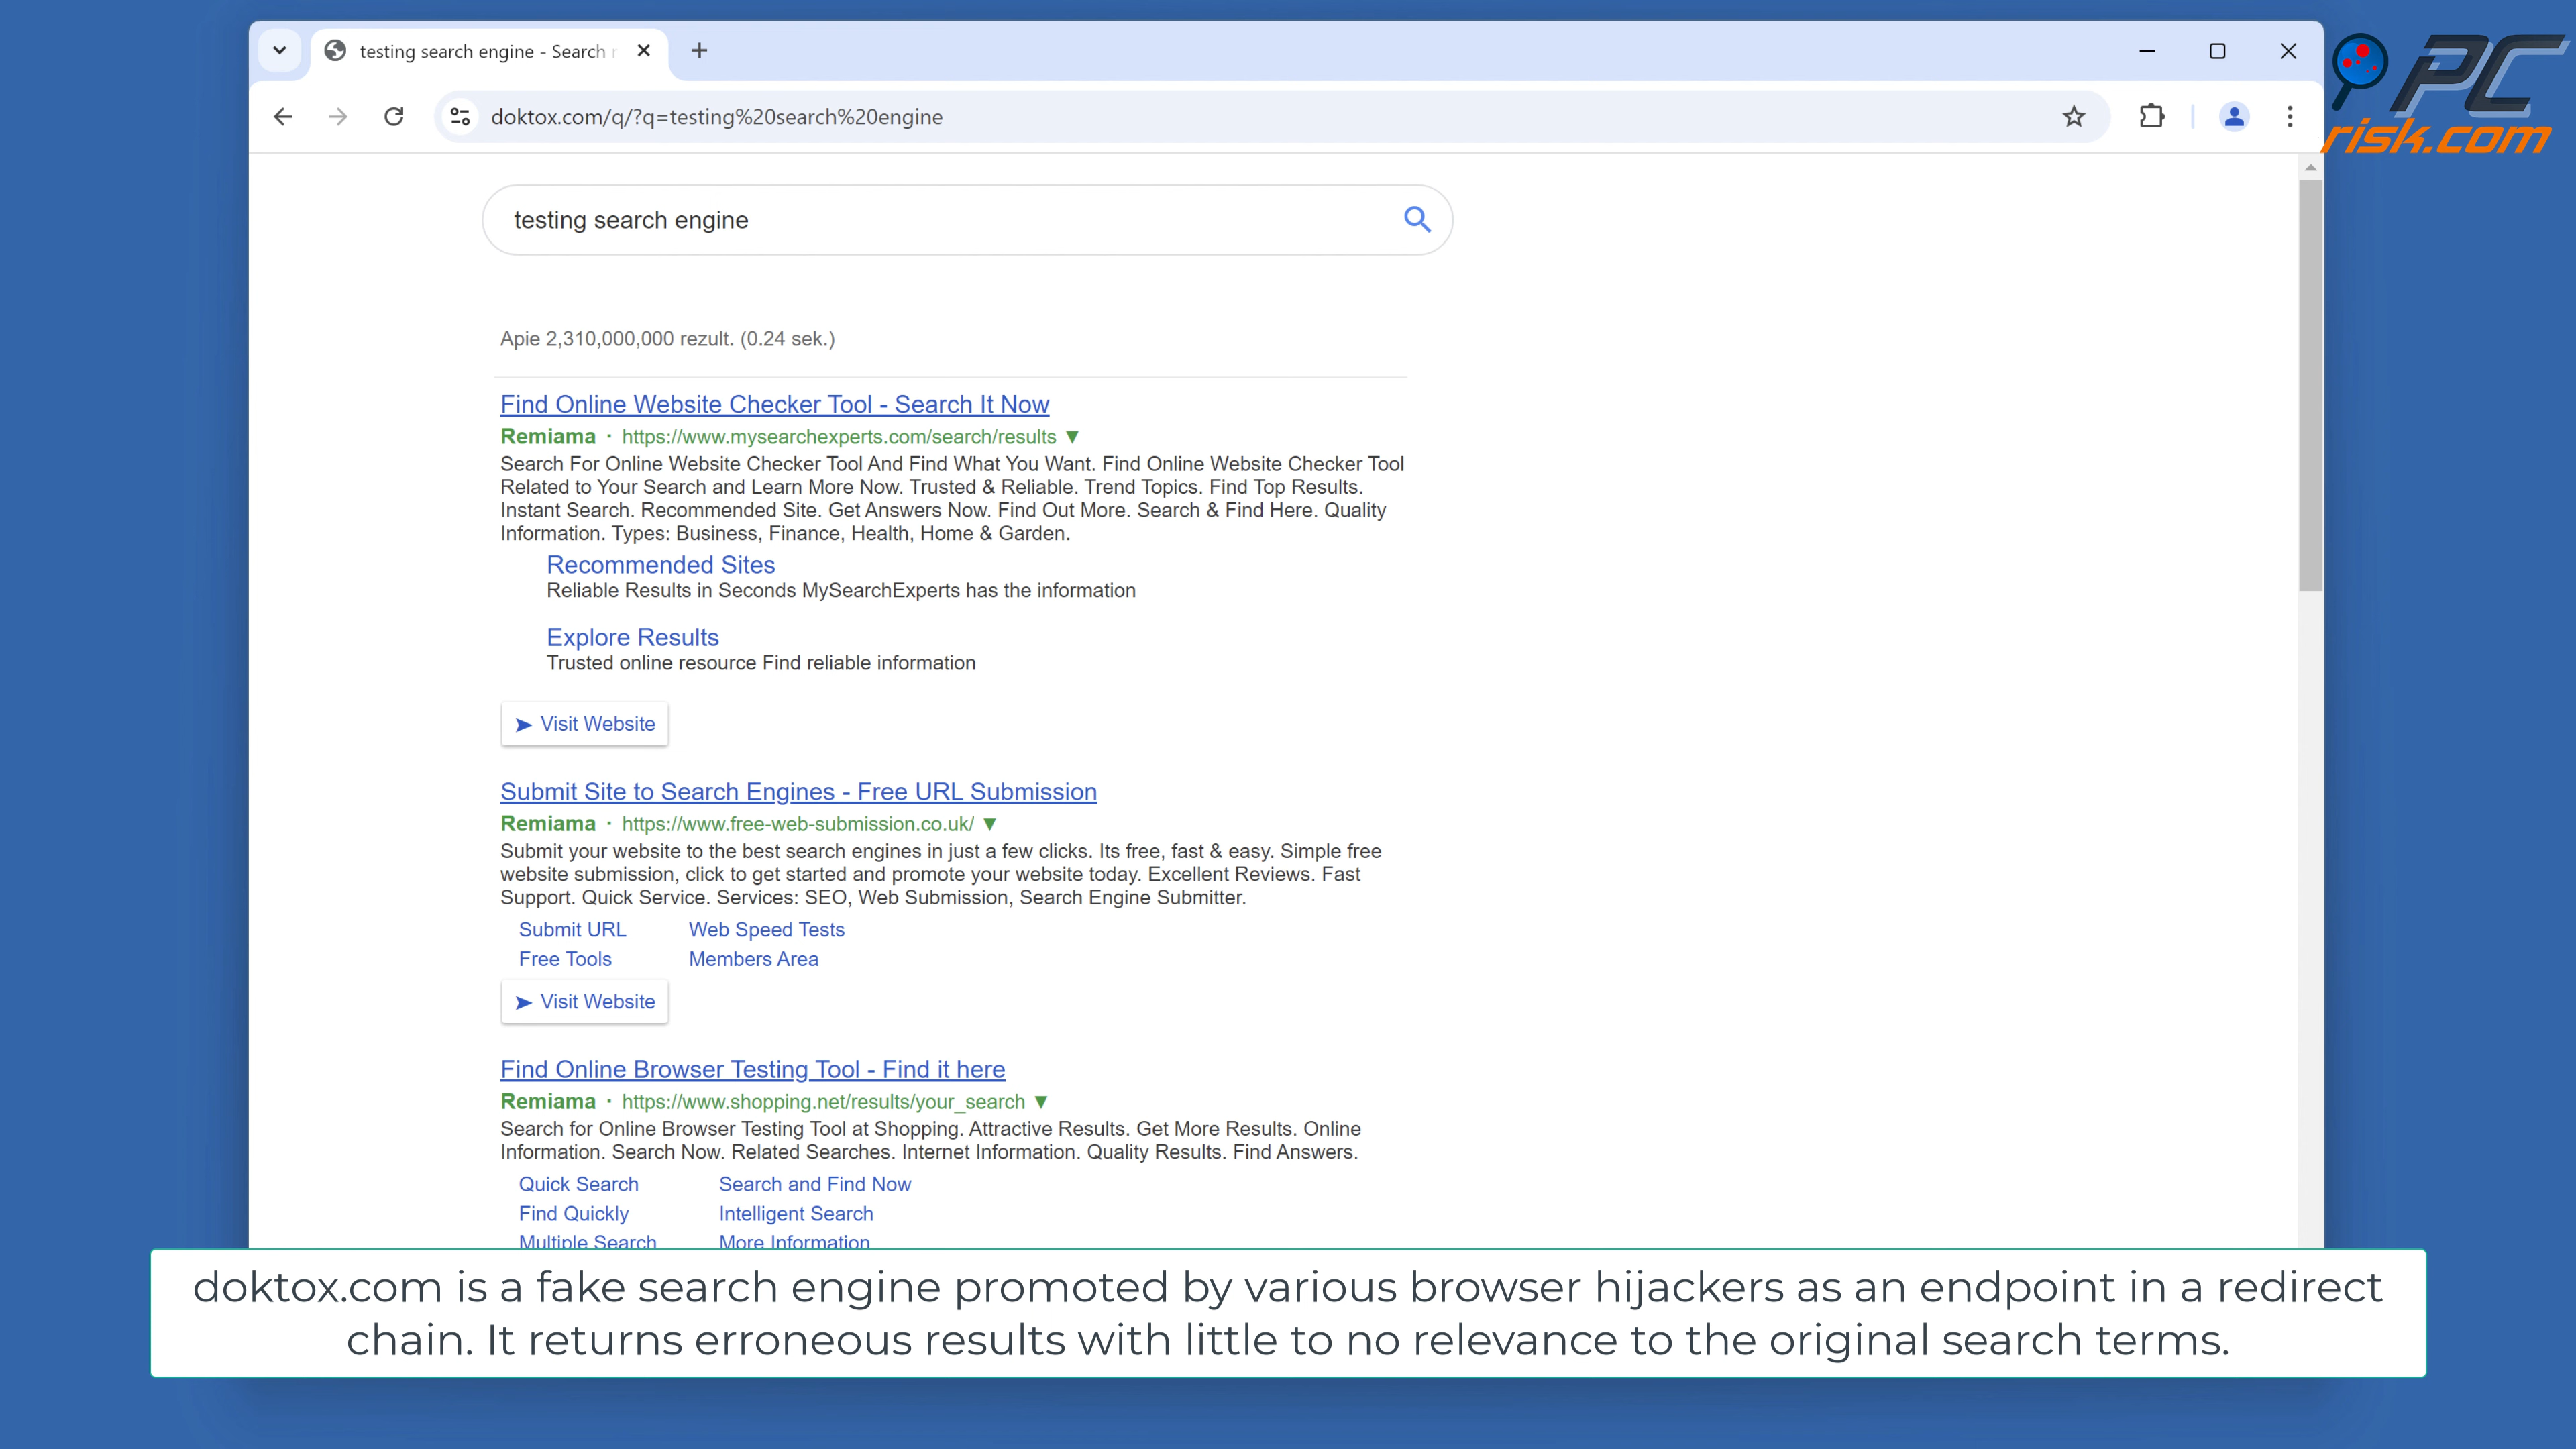 testing search engine - Search
doktox.com/q/?q=testing%20search%20engine
PC
risk.com
testing search engine
Apie 2,310,000,000 rezult. (0.24 sek.)
Find Online Website Checker Tool - Search It Now
Remiama · https://www.mysearchexperts.com/search/results ▼
Search For Online Website Checker Tool And Find What You Want. Find Online Website Checker Tool
Related to Your Search and Learn More Now. Trusted & Reliable. Trend Topics. Find Top Results.
Instant Search. Recommended Site. Get Answers Now. Find Out More. Search & Find Here. Quality
Information. Types: Business, Finance, Health, Home & Garden.
Recommended Sites
Reliable Results in Seconds MySearchExperts has the information
Explore Results
Trusted online resource Find reliable information
➤ Visit Website
Submit Site to Search Engines - Free URL Submission
Remiama · https://www.free-web-submission.co.uk/ ▼
Submit your website to the best search engines in just a few clicks. Its free, fast & easy. Simple free
website submission, click to get started and promote your website today. Excellent Reviews. Fast
Support. Quick Service. Services: SEO, Web Submission, Search Engine Submitter.
Submit URL Web Speed Tests
Free Tools Members Area
➤ Visit Website
Find Online Browser Testing Tool - Find it here
Remiama · https://www.shopping.net/results/your_search ▼
Search for Online Browser Testing Tool at Shopping. Attractive Results. Get More Results. Online
Information. Search Now. Related Searches. Internet Information. Quality Results. Find Answers.
Quick Search Search and Find Now
Find Quickly Intelligent Search
Multiple Search More Information
doktox.com is a fake search engine promoted by various browser hijackers as an endpoint in a redirect
chain. It returns erroneous results with little to no relevance to the original search terms.